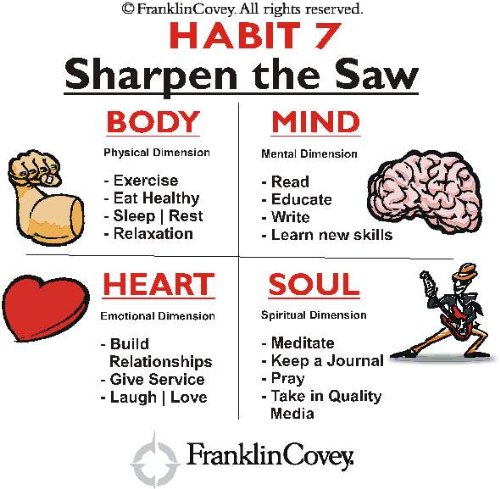 © FranklinCovey. All rights reserved.
HABIT 7
Sharpen the Saw
BODY
Physical Dimension
- Exercise
- Eat Healthy
- Sleep | Rest
- Relaxation
MIND
Mental Dimension
- Read
- Educate
- Write
- Learn new skills
HEART
Emotional Dimension
- Build
Relationships
- Give Service
- Laugh | Love
SOUL
Spiritual Dimension
- Meditate
- Keep a Journal
- Pray
- Take in Quality
Media
FranklinCovey.